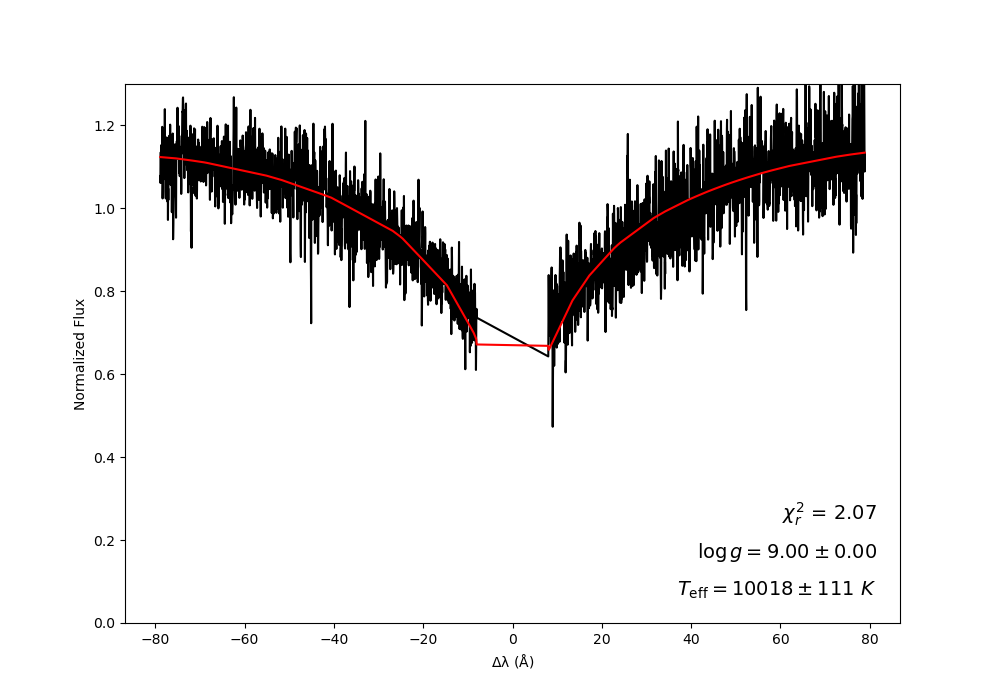 1.2
1.0
0.8
0.6
0.4
0.2
0.0
Normalized Flux
χ²ᵣ = 2.07
log g = 9.00 ± 0.00
T_eff = 10018 ± 111 K
−80 −60 −40 −20 0 20 40 60 80
Δλ (Å)